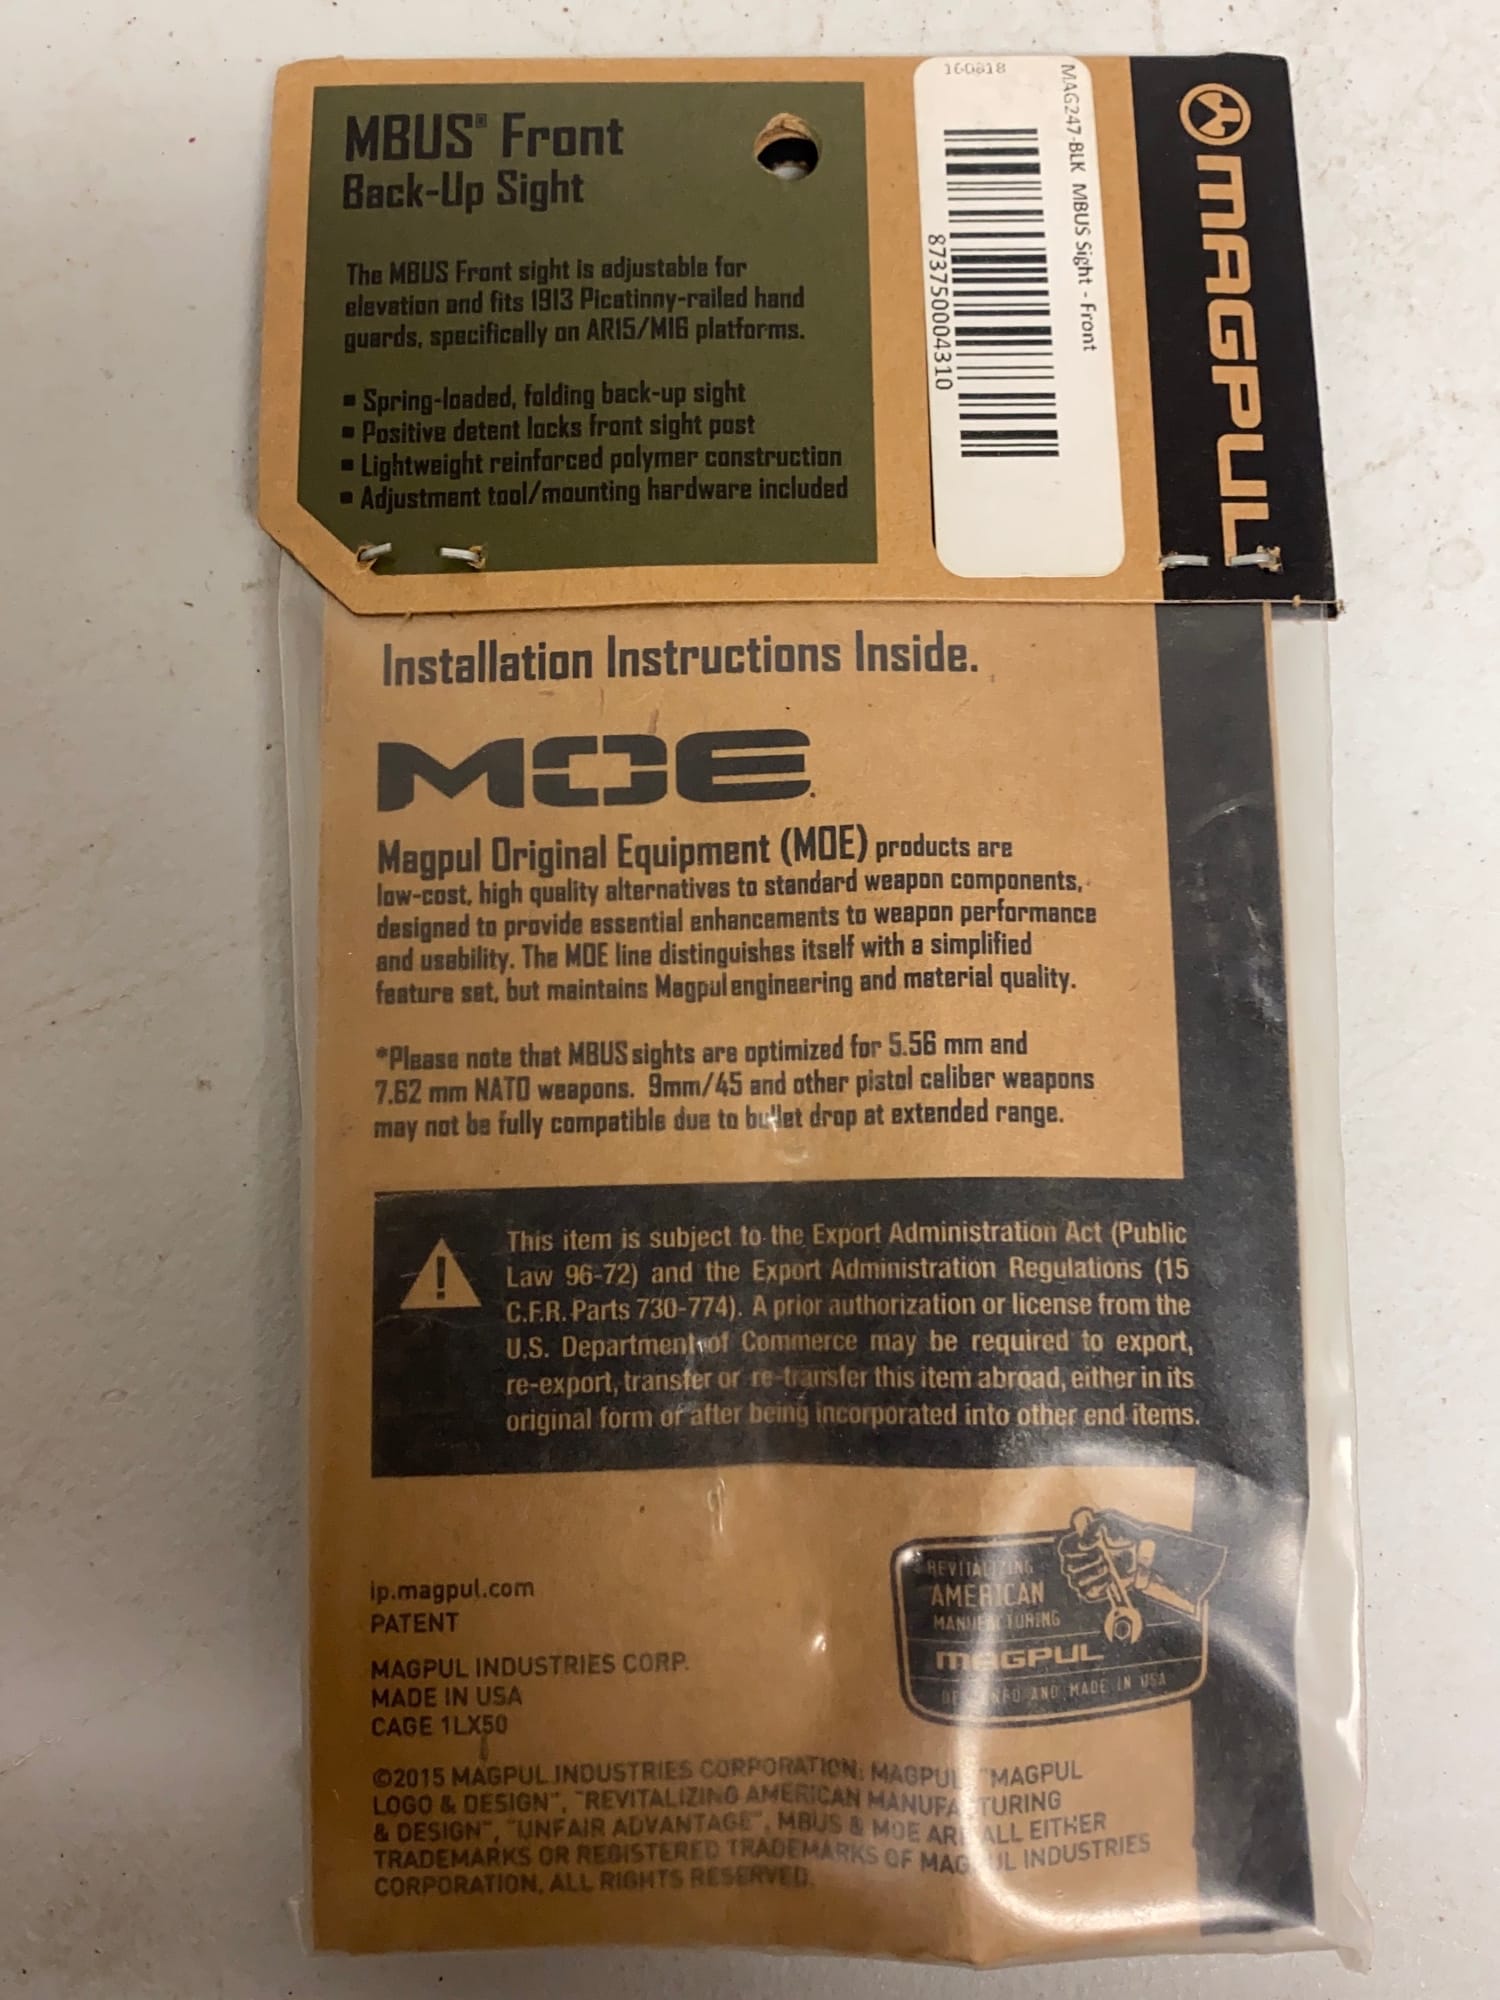 MBUS® Front
Back-Up Sight
The MBUS Front sight is adjustable for
elevation and fits 1913 Picatinny-railed hand
guards, specifically on AR15/M16 platforms.
▪ Spring-loaded, folding back-up sight
▪ Positive detent locks front sight post
▪ Lightweight reinforced polymer construction
▪ Adjustment tool/mounting hardware included
160818
MAG247-BLK MBUS Sight - Front
873750004310
MAGPUL
Installation Instructions Inside.
MOE
Magpul Original Equipment (MOE) products are
low-cost, high quality alternatives to standard weapon components,
designed to provide essential enhancements to weapon performance
and usability. The MOE line distinguishes itself with a simplified
feature set, but maintains Magpul engineering and material quality.
*Please note that MBUS sights are optimized for 5.56 mm and
7.62 mm NATO weapons. 9mm/45 and other pistol caliber weapons
may not be fully compatible due to bullet drop at extended range.
This item is subject to the Export Administration Act (Public
Law 96-72) and the Export Administration Regulations (15
C.F.R. Parts 730-774). A prior authorization or license from the
U.S. Department of Commerce may be required to export,
re-export, transfer or re-transfer this item abroad, either in its
original form or after being incorporated into other end items.
ip.magpul.com
PATENT
MAGPUL INDUSTRIES CORP.
MADE IN USA
CAGE 1LX50
REVITALIZING
AMERICAN
MANUFACTURING
MAGPUL
DESIGNED AND MADE IN USA
©2015 MAGPUL INDUSTRIES CORPORATION. MAGPUL, "MAGPUL
LOGO & DESIGN", "REVITALIZING AMERICAN MANUFACTURING
& DESIGN", "UNFAIR ADVANTAGE", MBUS & MOE ARE ALL EITHER
TRADEMARKS OR REGISTERED TRADEMARKS OF MAGPUL INDUSTRIES
CORPORATION, ALL RIGHTS RESERVED.